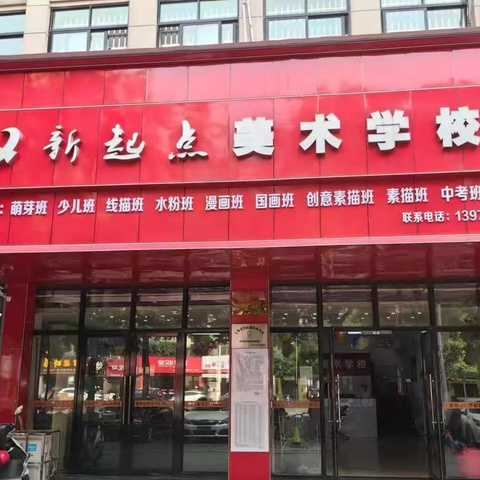 新起点美术学校
：萌芽班 少儿班 线描班 水粉班 漫画班 国画班 创意素描班 素描班 中考班
联系电话：1397